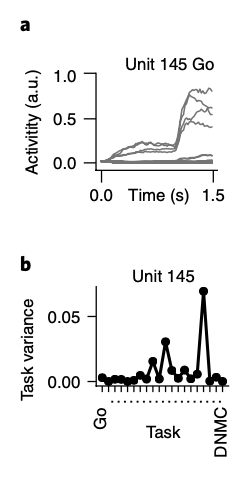 a
Unit 145 Go
Activitity (a.u.)
1.0
0.5
0.0
0.0
Time (s)
1.5
b
Unit 145
Task variance
0.05
0.00
Go
Task
DNMC